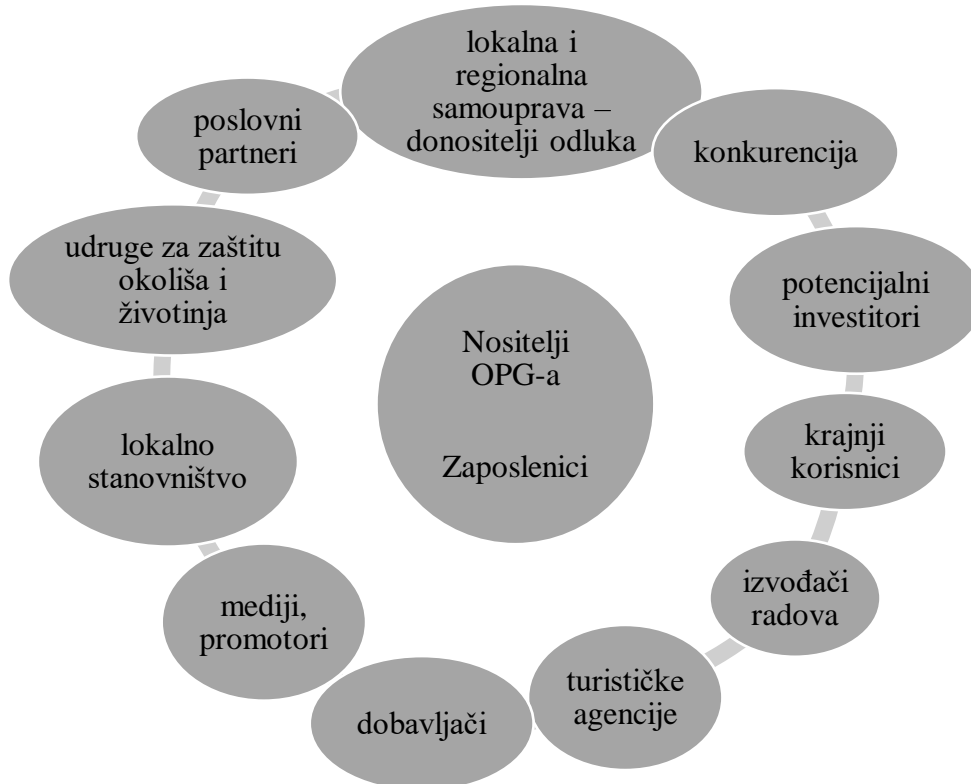 lokalna i
regionalna
samouprava –
donositelji odluka
konkurencija
potencijalni
investitori
krajnji
korisnici
izvođači
radova
turističke
agencije
dobavljači
mediji,
promotori
lokalno
stanovništvo
udruge za zaštitu
okoliša i
životinja
poslovni
partneri
Nositelji
OPG-a
Zaposlenici